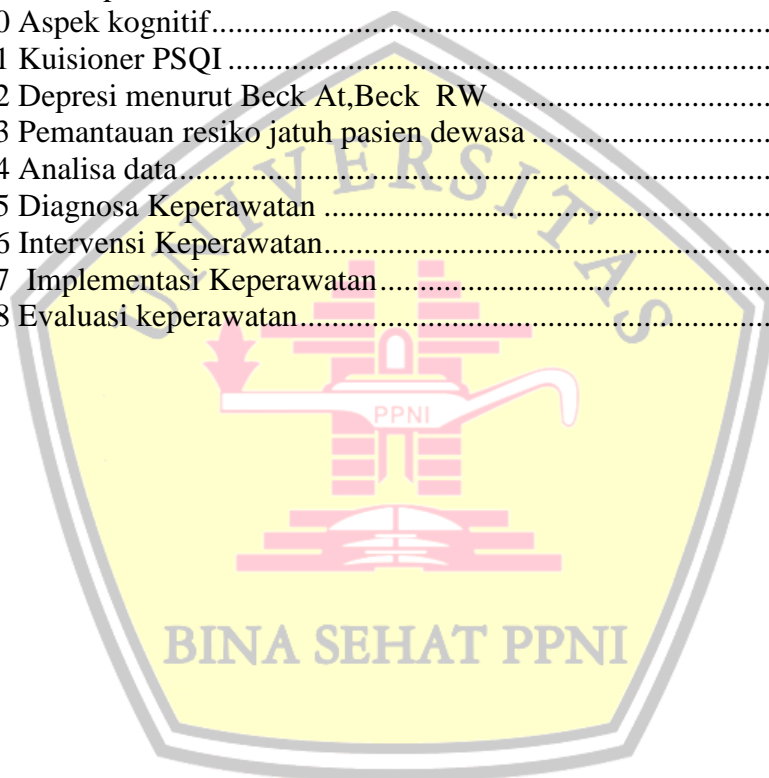 0 Aspek kognitif
1 Kuisioner PSQI
2 Depresi menurut Beck At,Beck RW
3 Pemantauan resiko jatuh pasien dewasa
4 Analisa data
5 Diagnosa Keperawatan
6 Intervensi Keperawatan
7 Implementasi Keperawatan
8 Evaluasi keperawatan
UNIVERSITAS
PPNI
BINA SEHAT PPNI